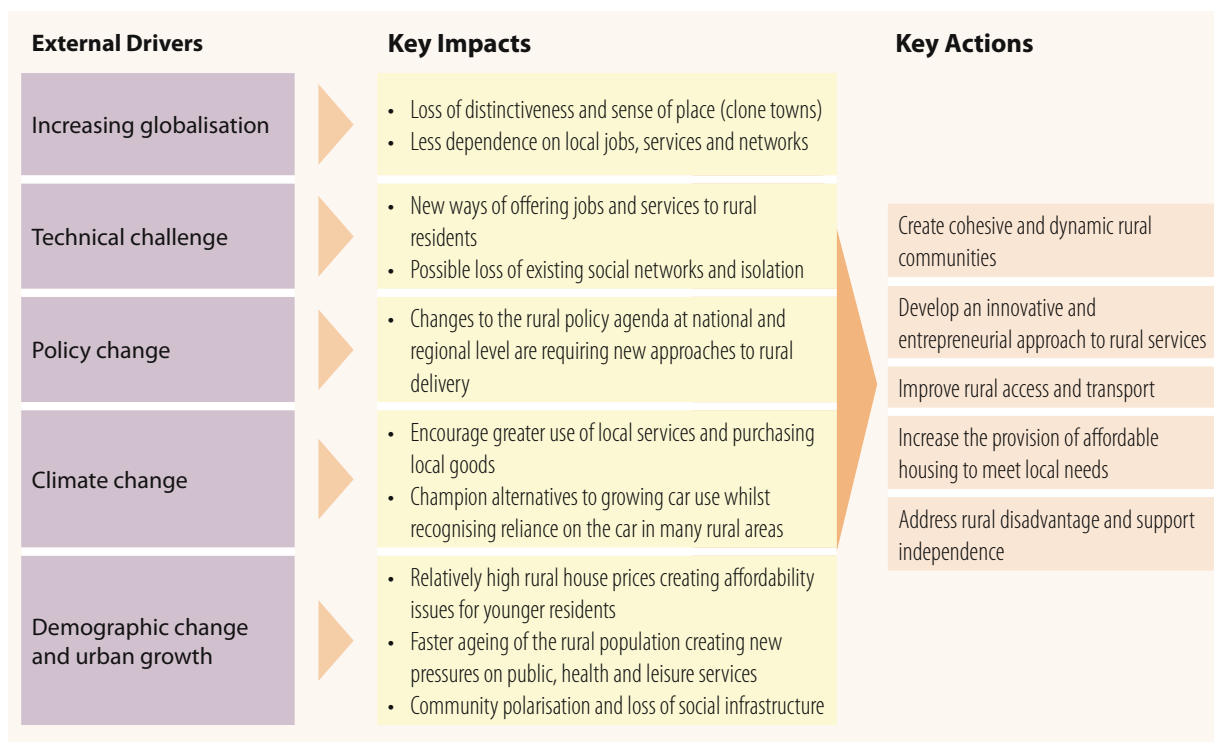 External Drivers
Key Impacts
Key Actions
Increasing globalisation
• Loss of distinctiveness and sense of place (clone towns)
• Less dependence on local jobs, services and networks
Technical challenge
• New ways of offering jobs and services to rural
residents
• Possible loss of existing social networks and isolation
Policy change
• Changes to the rural policy agenda at national and
regional level are requiring new approaches to rural
delivery
Climate change
• Encourage greater use of local services and purchasing
local goods
• Champion alternatives to growing car use whilst
recognising reliance on the car in many rural areas
Demographic change
and urban growth
• Relatively high rural house prices creating affordability
issues for younger residents
• Faster ageing of the rural population creating new
pressures on public, health and leisure services
• Community polarisation and loss of social infrastructure
Create cohesive and dynamic rural
communities
Develop an innovative and
entrepreneurial approach to rural services
Improve rural access and transport
Increase the provision of affordable
housing to meet local needs
Address rural disadvantage and support
independence